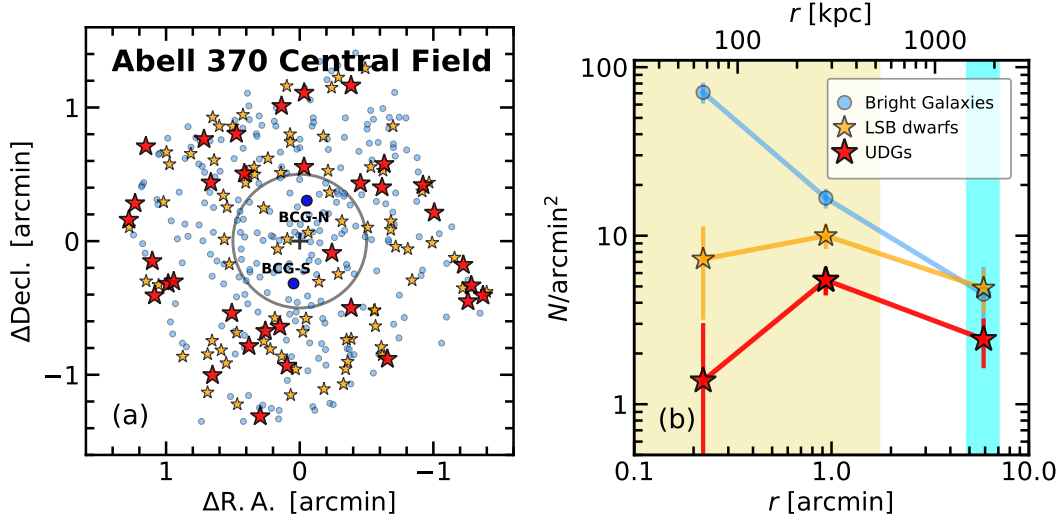 Abell 370 Central Field
1
0
−1
ΔDecl. [arcmin]
BCG-N
BCG-S
(a)
1
0
−1
ΔR. A. [arcmin]
r [kpc]
100
1000
100
10
1
N/arcmin²
Bright Galaxies
LSB dwarfs
UDGs
(b)
0.1
1.0
10.0
r [arcmin]